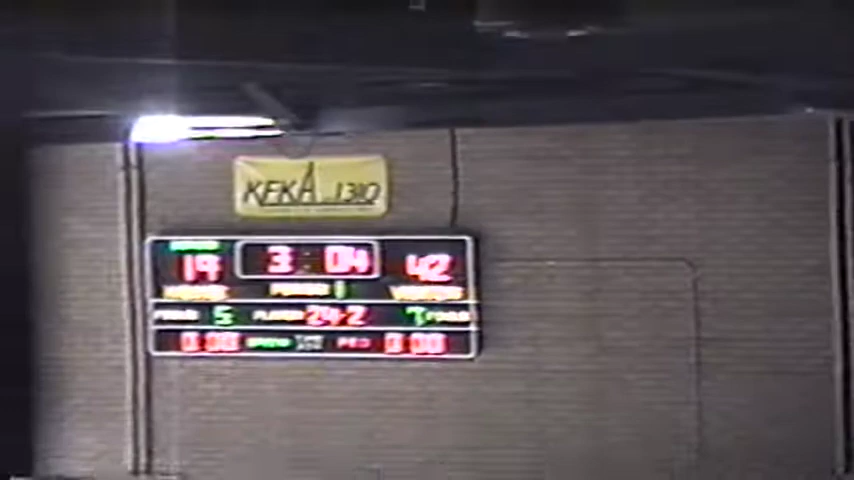 KFKA 1310
19 3:04 42
HOME PERIOD 1 VISITOR
FOULS 5 PLAYER 24-2 7 FOULS
0:00 0:00